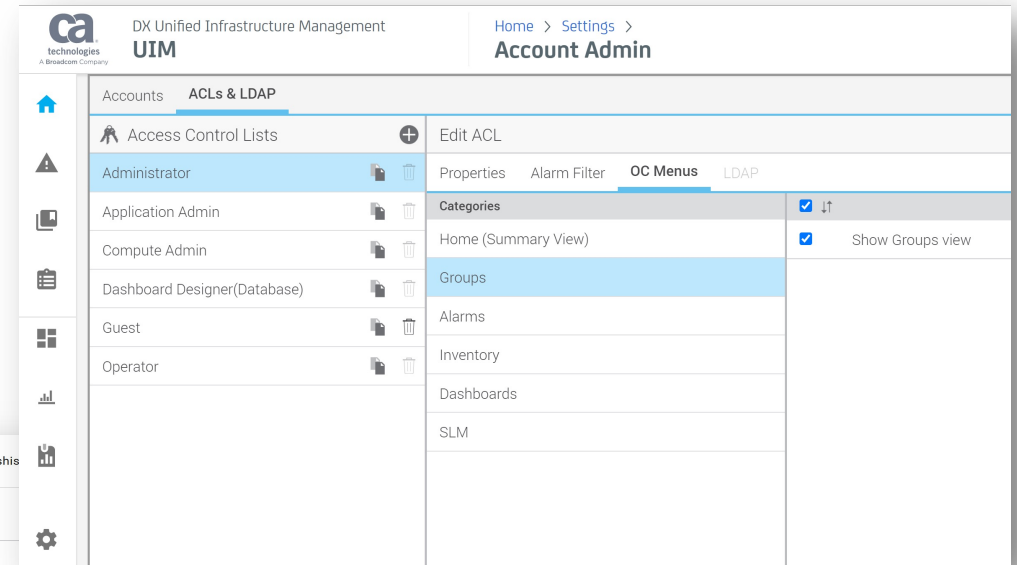 ca
technologies
A Broadcom Company
DX Unified Infrastructure Management
UIM
Home > Settings >
Account Admin
Accounts ACLs & LDAP
Access Control Lists
Edit ACL
Administrator
Application Admin
Compute Admin
Dashboard Designer(Database)
Guest
Operator
Properties Alarm Filter OC Menus LDAP
Categories
Home (Summary View)
Show Groups view
Groups
Alarms
Inventory
Dashboards
SLM
shis